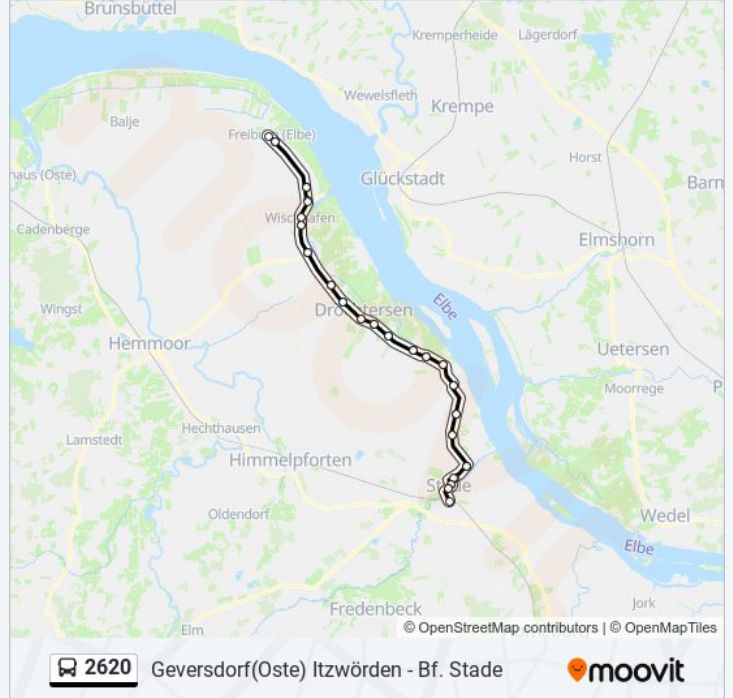 Brunsbüttel
Kremperheide
Lägerdorf
Wewelsfleth
Krempe
Balje
Freiburg (Elbe)
Horst
haus (Oste)
Glückstadt
Barm
Wischhafen
Cadenberge
Elmshorn
Elbe
Wingst
Drochtersen
Hemmoor
Uetersen
Moorrege
P
Hechthausen
Lamstedt
Himmelpforten
Stade
Oldendorf
Wedel
Elbe
Jork
Fredenbeck
Elm
© OpenStreetMap contributors | © OpenMapTiles
2620 Geversdorf(Oste) Itzwörden - Bf. Stade
moovit